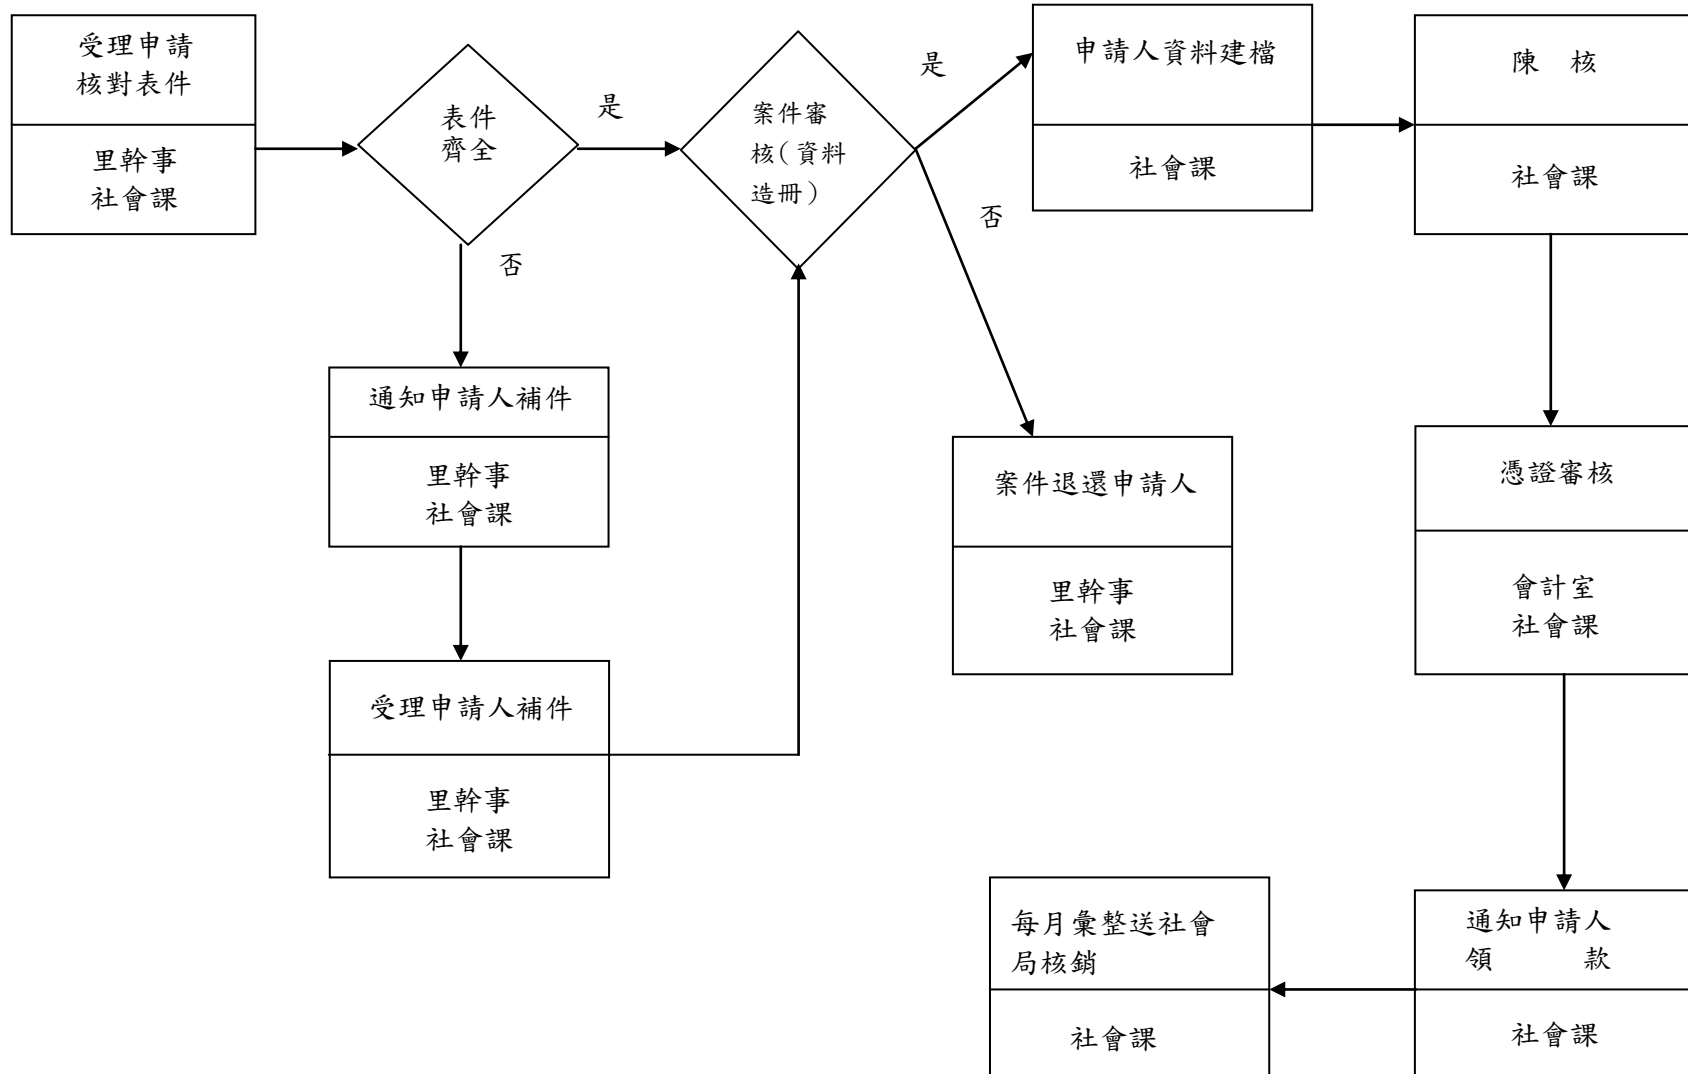 受理申請
核對表件
里幹事
社會課
表件
齊全
是
否
案件審
核(資料
造冊)
是
否
申請人資料建檔
社會課
陳　核
社會課
通知申請人補件
里幹事
社會課
受理申請人補件
里幹事
社會課
案件退還申請人
里幹事
社會課
憑證審核
會計室
社會課
通知申請人
領　　　款
社會課
每月彙整送社會
局核銷
社會課